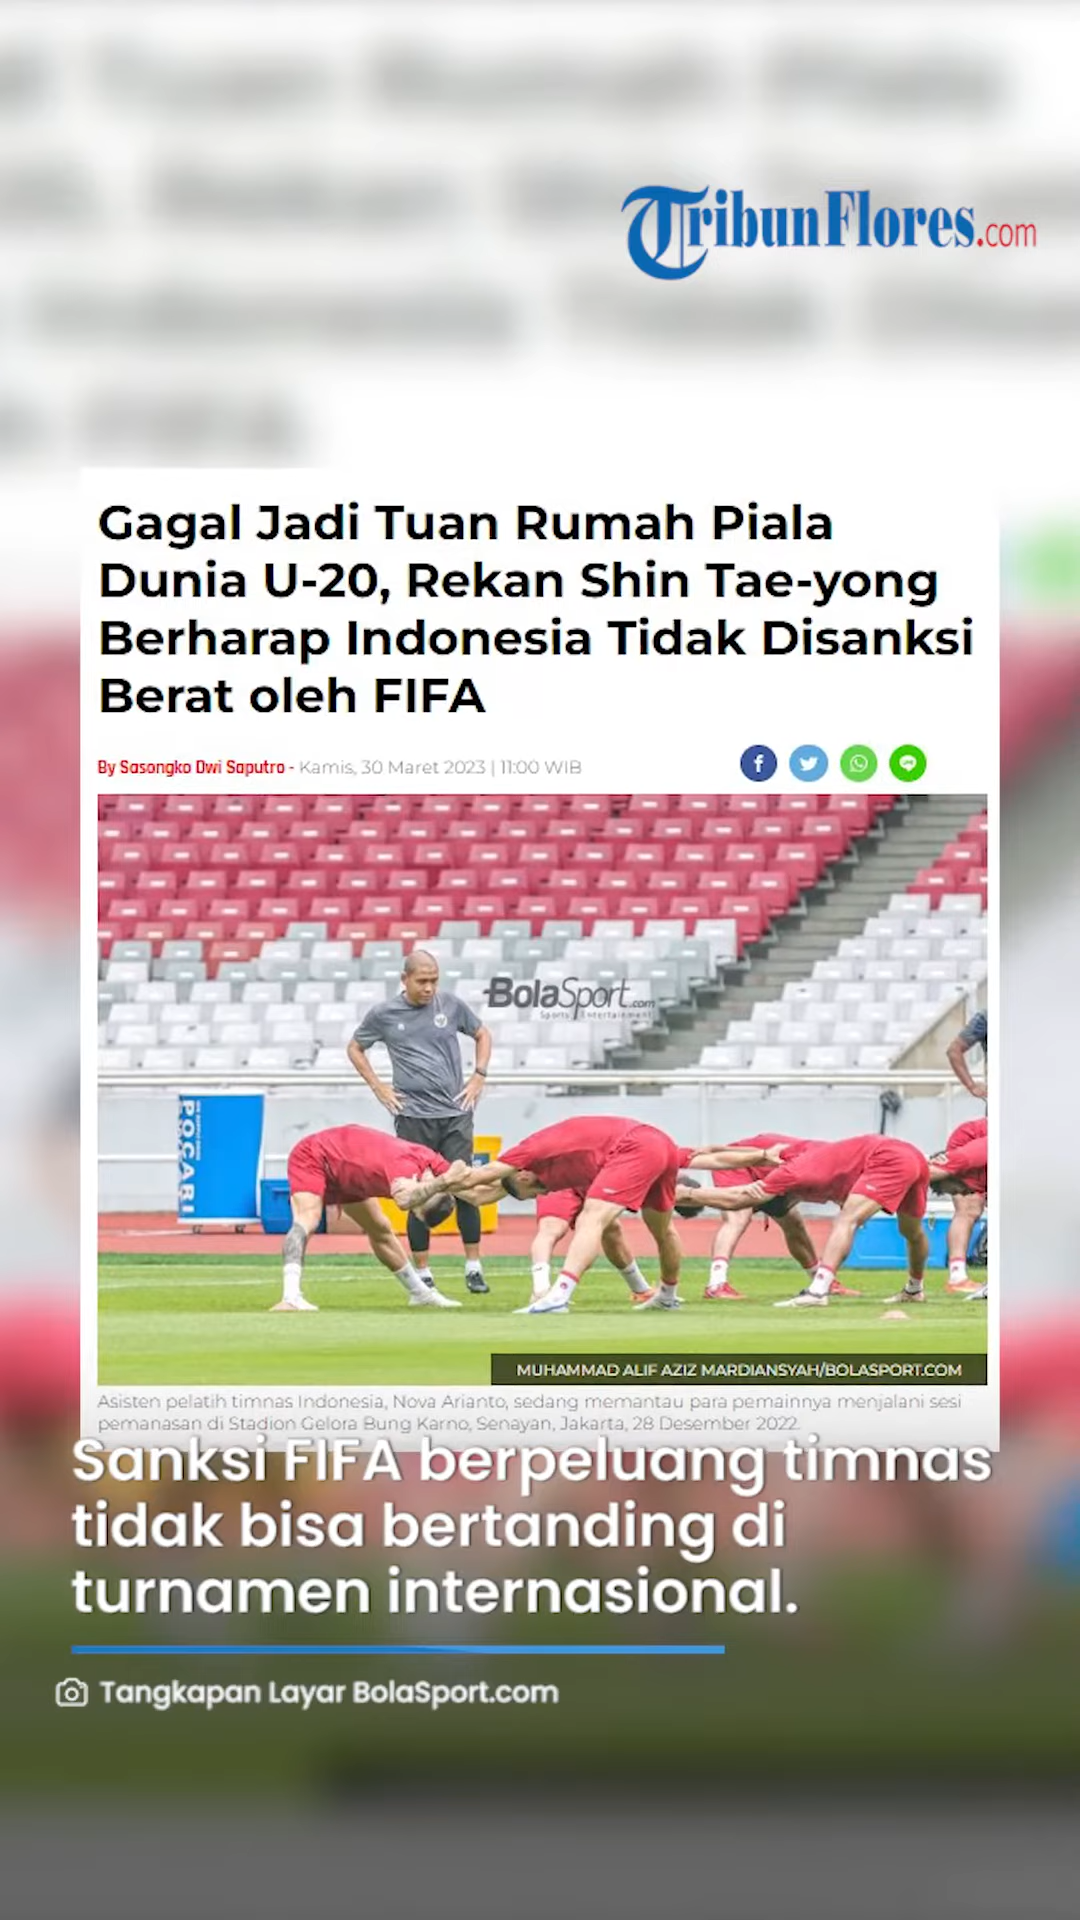 TribunFlores.com
Gagal Jadi Tuan Rumah Piala
Dunia U-20, Rekan Shin Tae-yong
Berharap Indonesia Tidak Disanksi
Berat oleh FIFA
By Sasongko Dwi Saputro - Kamis, 30 Maret 2023 | 11:00 WIB
BolaSport.com
Sports Entertainment
POCARI
MUHAMMAD ALIF AZIZ MARDIANSYAH/BOLASPORT.COM
Asisten pelatih timnas Indonesia, Nova Arianto, sedang memantau para pemainnya menjalani sesi
pemanasan di Stadion Gelora Bung Karno, Senayan, Jakarta, 28 Desember 2022.
Sanksi FIFA berpeluang timnas
tidak bisa bertanding di
turnamen internasional.
Tangkapan Layar BolaSport.com